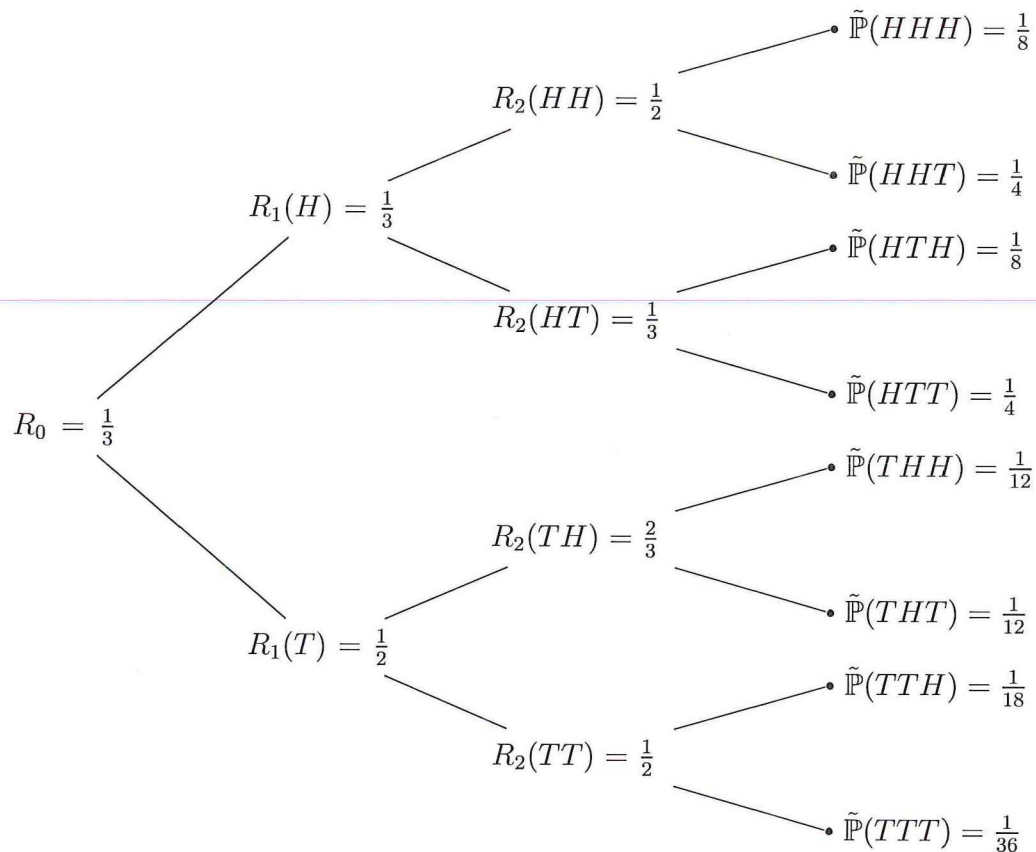 P̃(HHH) = 1/8
R₂(HH) = 1/2
P̃(HHT) = 1/4
R₁(H) = 1/3
P̃(HTH) = 1/8
R₂(HT) = 1/3
P̃(HTT) = 1/4
R₀ = 1/3
P̃(THH) = 1/12
R₂(TH) = 2/3
P̃(THT) = 1/12
R₁(T) = 1/2
P̃(TTH) = 1/18
R₂(TT) = 1/2
P̃(TTT) = 1/36